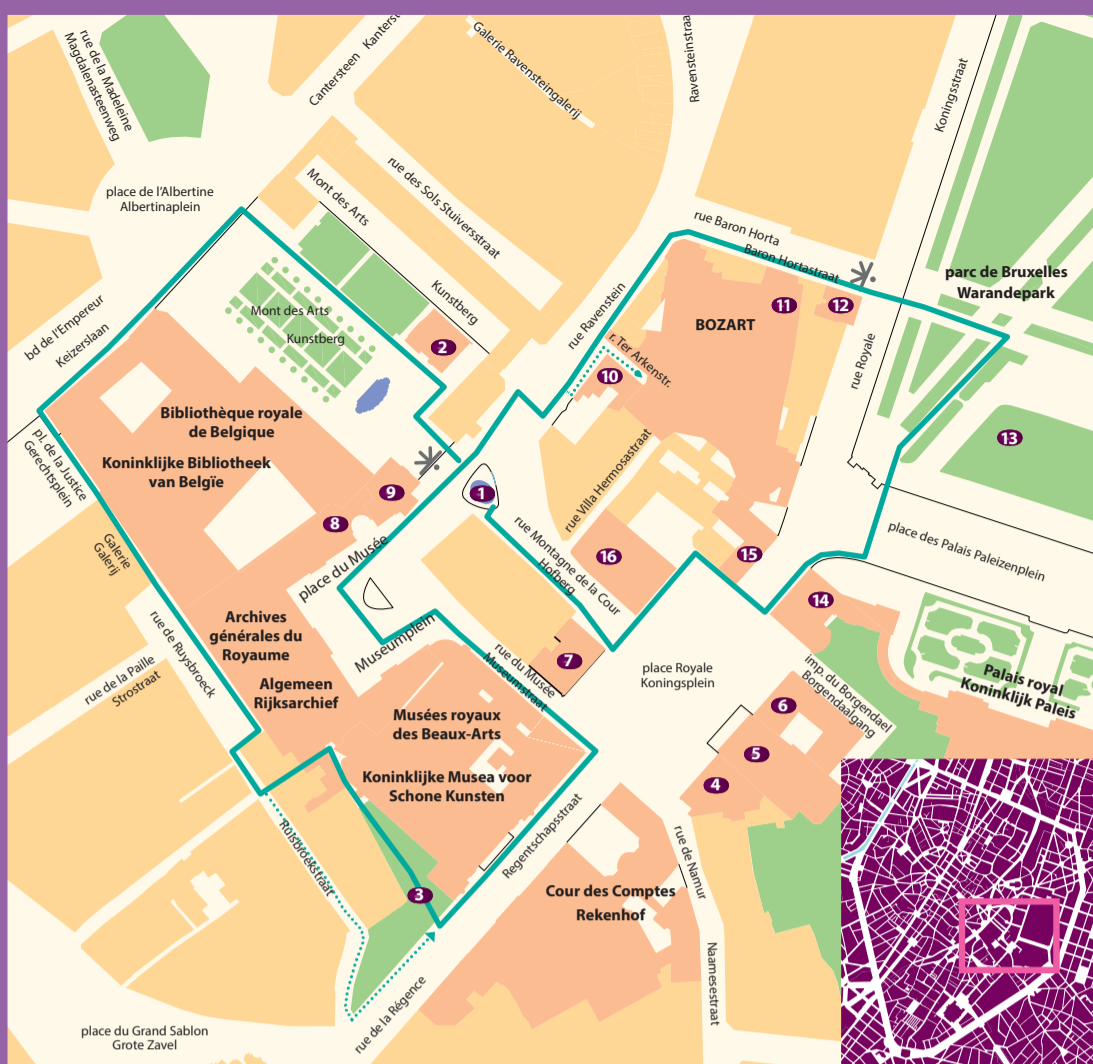 rue de la Madeleine
Magdalenasteenweg
Cantersteen
Kanterst
Galerie Ravensteingalerij
Ravensteinstraa
Koningsstraat
place de l'Albertine
Albertinaplein
Mont des Arts
rue des Sols Stuiversstraat
Kunstberg
rue Baron Horta
Baron Hortastraat
parc de Bruxelles
Warandepark
bd de l'Empereur
Keizerslaan
Mont des Arts
Kunstberg
2
rue Ravenstein
BOZART
11
12
r. Ter Arkenstr.
10
rue Royale
Bibliothèque royale
de Belgique
Koninklijke Bibliotheek
van Belgïe
pl. de la Justice
Gerechtsplein
13
9
1
8
rue Villa Hermosastraat
rue Montagne de la Cour
Hofberg
16
15
place des Palais Paleizenplein
Galerie
Galerij
place du Musée
Museumplein
14
Archives
générales du
Royaume
Algemeen
Rijksarchief
rue de Ruysbroeck
rue de la Paille
Strostraat
rue du Musée
Museumstraat
7
place Royale
Koningsplein
imp. du Borgendael
Borgendaalgang
Palais royal
Koninklijk Paleis
Musées royaux
des Beaux-Arts
Koninklijke Musea voor
Schone Kunsten
6
5
4
Ruisbroekstraat
Regentschapsstraat
rue de Namur
3
Cour des Comptes
Rekenhof
Naamsestraat
rue de la Régence
place du Grand Sablon
Grote Zavel